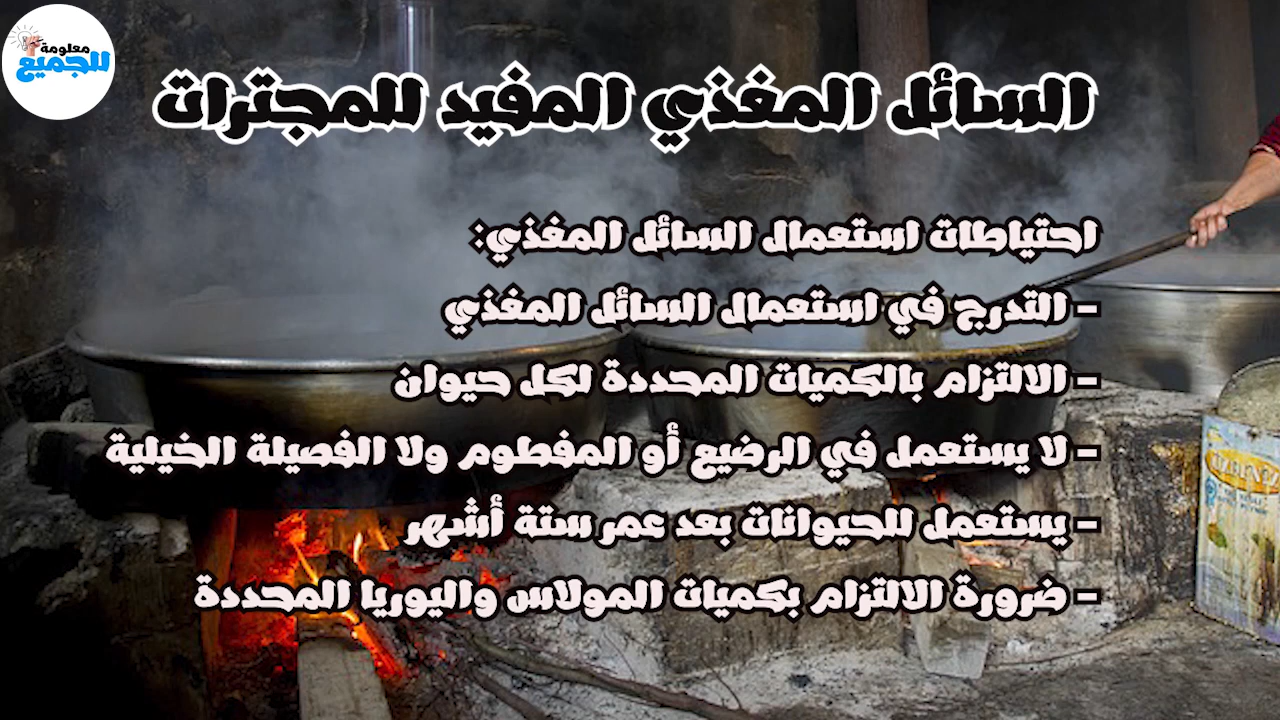 معلومة
للجميع
السائل المغذي المفيد للمجترات
احتياطات استعمال السائل المغذي:
- التدرج في استعمال السائل المغذي
- الالتزام بالكميات المحددة لكل حيوان
- لا يستعمل في الرضيع أو المفطوم ولا الفصيلة الخيلية
- يستعمل للحيوانات بعد عمر ستة أشهر
- ضرورة الالتزام بكميات المولاس واليوريا المحددة